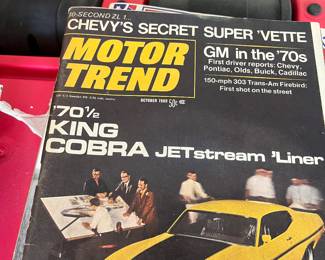 10-SECOND ZL 1...
CHEVY'S SECRET SUPER 'VETTE
MOTOR
TREND
GM in the '70s
First driver reports: Chevy,
Pontiac, Olds, Buick, Cadillac
150-mph 303 Trans-Am Firebird:
First shot on the street
OCTOBER 1969 50¢
'70½
KING
COBRA JETstream 'Liner